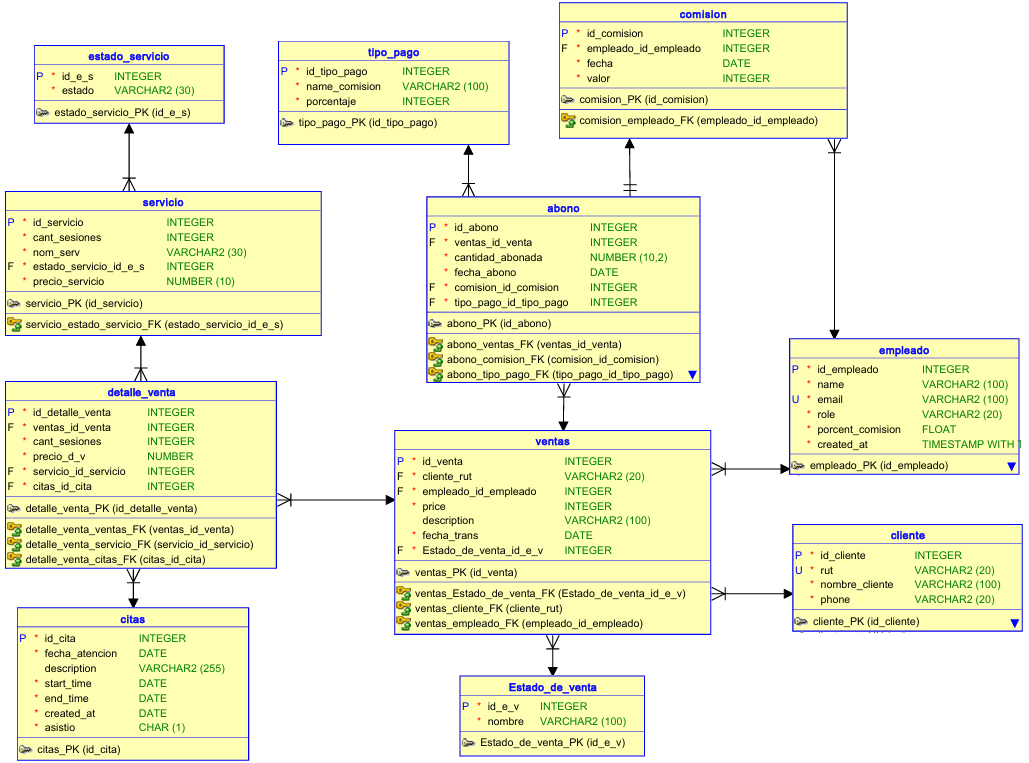 estado_servicio
P * id_e_s INTEGER
* estado VARCHAR2 (30)
estado_servicio_PK (id_e_s)
tipo_pago
P * id_tipo_pago INTEGER
* name_comision VARCHAR2 (100)
* porcentaje INTEGER
tipo_pago_PK (id_tipo_pago)
comision
P * id_comision INTEGER
F * empleado_id_empleado INTEGER
* fecha DATE
* valor INTEGER
comision_PK (id_comision)
comision_empleado_FK (empleado_id_empleado)
servicio
P * id_servicio INTEGER
* cant_sesiones INTEGER
* nom_serv VARCHAR2 (30)
F * estado_servicio_id_e_s INTEGER
* precio_servicio NUMBER (10)
servicio_PK (id_servicio)
servicio_estado_servicio_FK (estado_servicio_id_e_s)
abono
P * id_abono INTEGER
F * ventas_id_venta INTEGER
* cantidad_abonada NUMBER (10,2)
* fecha_abono DATE
F * comision_id_comision INTEGER
F * tipo_pago_id_tipo_pago INTEGER
abono_PK (id_abono)
abono_ventas_FK (ventas_id_venta)
abono_comision_FK (comision_id_comision)
abono_tipo_pago_FK (tipo_pago_id_tipo_pago)
empleado
P * id_empleado INTEGER
* name VARCHAR2 (100)
U * email VARCHAR2 (100)
* role VARCHAR2 (20)
* porcent_comision FLOAT
* created_at TIMESTAMP WITH
empleado_PK (id_empleado)
detalle_venta
P * id_detalle_venta INTEGER
F * ventas_id_venta INTEGER
* cant_sesiones INTEGER
* precio_d_v NUMBER
F * servicio_id_servicio INTEGER
F * citas_id_cita INTEGER
detalle_venta_PK (id_detalle_venta)
detalle_venta_ventas_FK (ventas_id_venta)
detalle_venta_servicio_FK (servicio_id_servicio)
detalle_venta_citas_FK (citas_id_cita)
ventas
P * id_venta INTEGER
F * cliente_rut VARCHAR2 (20)
F * empleado_id_empleado INTEGER
* price INTEGER
description VARCHAR2 (100)
* fecha_trans DATE
F * Estado_de_venta_id_e_v INTEGER
ventas_PK (id_venta)
ventas_Estado_de_venta_FK (Estado_de_venta_id_e_v)
ventas_cliente_FK (cliente_rut)
ventas_empleado_FK (empleado_id_empleado)
cliente
P * id_cliente INTEGER
U * rut VARCHAR2 (20)
* nombre_cliente VARCHAR2 (100)
* phone VARCHAR2 (20)
cliente_PK (id_cliente)
citas
P * id_cita INTEGER
* fecha_atencion DATE
description VARCHAR2 (255)
* start_time DATE
* end_time DATE
* created_at DATE
* asistio CHAR (1)
citas_PK (id_cita)
Estado_de_venta
P * id_e_v INTEGER
* nombre VARCHAR2 (100)
Estado_de_venta_PK (id_e_v)